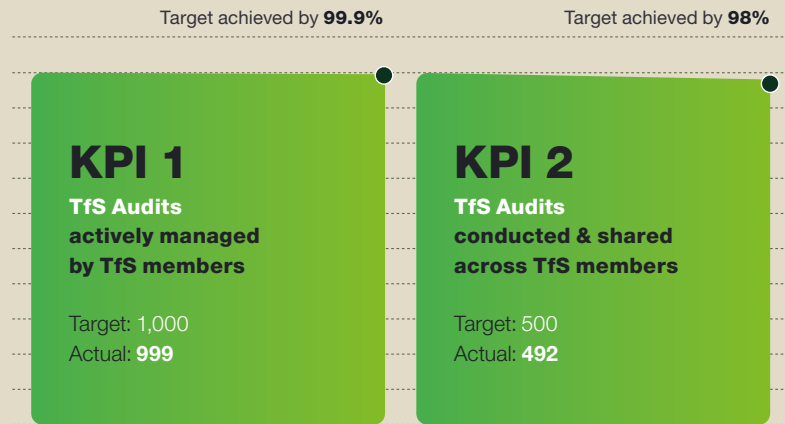 Target achieved by 99.9%
Target achieved by 98%
KPI 1
TfS Audits
actively managed
by TfS members
Target: 1,000
Actual: 999
KPI 2
TfS Audits
conducted & shared
across TfS members
Target: 500
Actual: 492